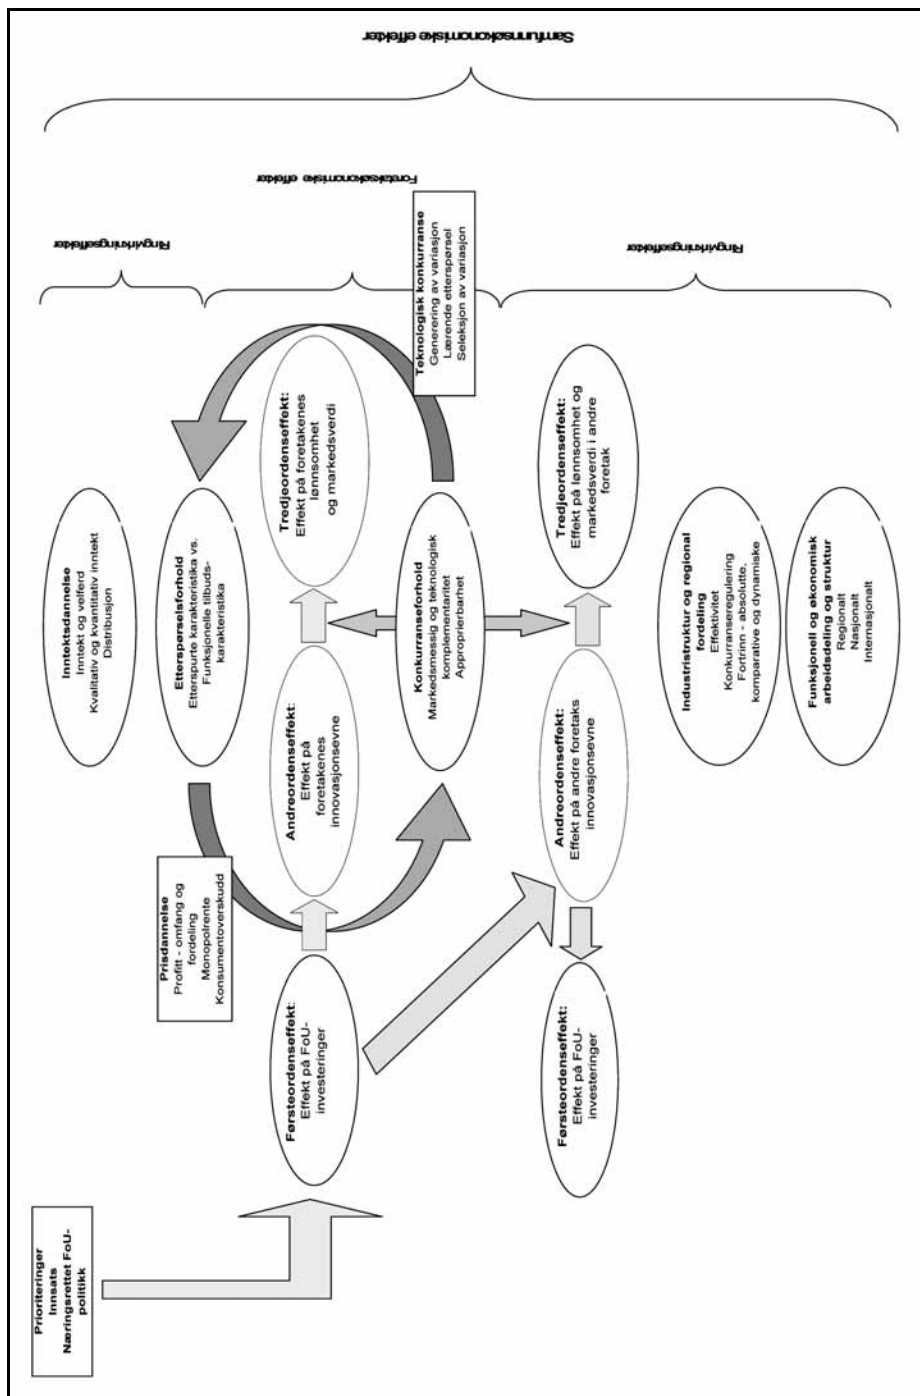 Prioriteringer
Innsats
Næringsrettet FoU-
politikk
Prisdannelse
Profitt - omfang og
fordeling
Monopolrente
Konsumentoverskudd
Inntektsdannelse
Inntekt og velferd
Kvalitativ og kvantitativ inntekt
Distribusjon
Etterspørselsforhold
Etterspurte karakteristika vs.
Funksjonelle tilbuds-
karakteristika
Ringvirkningseffekter
Foretaksøkonomiske effekter
Samfunnsøkonomiske effekter
Førsteordenseffekt:
Effekt på FoU-
investeringer
Andreordenseffekt:
Effekt på
foretakenes
innovasjonsevne
Tredjeordenseffekt:
Effekt på foretakenes
lønnsomhet
og markedsverdi
Konkurranseforhold
Markedsmessig og teknologisk
komplementaritet
Approprierbarhet
Teknologisk konkurranse
Generering av variasjon
Lærende etterspørsel
Seleksjon av variasjon
Førsteordenseffekt:
Effekt på FoU-
investeringer
Andreordenseffekt:
Effekt på andre foretaks
innovasjonsevne
Tredjeordenseffekt:
Effekt på lønnsomhet og
markedsverdi i andre
foretak
Ringvirkningseffekter
Industristruktur og regional
fordeling
Effektivitet
Konkurranseregulering
Fortrinn - absolutte,
komparative og dynamiske
Funksjonell og økonomisk
arbeidsdeling og struktur
Regionalt
Nasjonalt
Internasjonalt